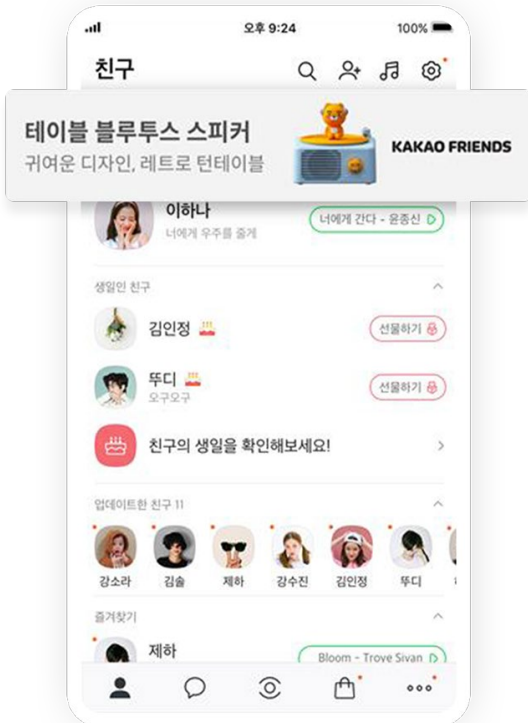 오후 9:24
100%
친구
테이블 블루투스 스피커
귀여운 디자인, 레트로 턴테이블
KAKAO FRIENDS
이하나
너에게 우주를 줄게
너에게 간다 - 윤종신
생일인 친구
김인정
선물하기
뚜디
오구오구
선물하기
친구의 생일을 확인해보세요!
업데이트한 친구 11
강소라
김솔
제하
강수진
김인정
뚜디
즐겨찾기
제하
Bloom - Troye Sivan